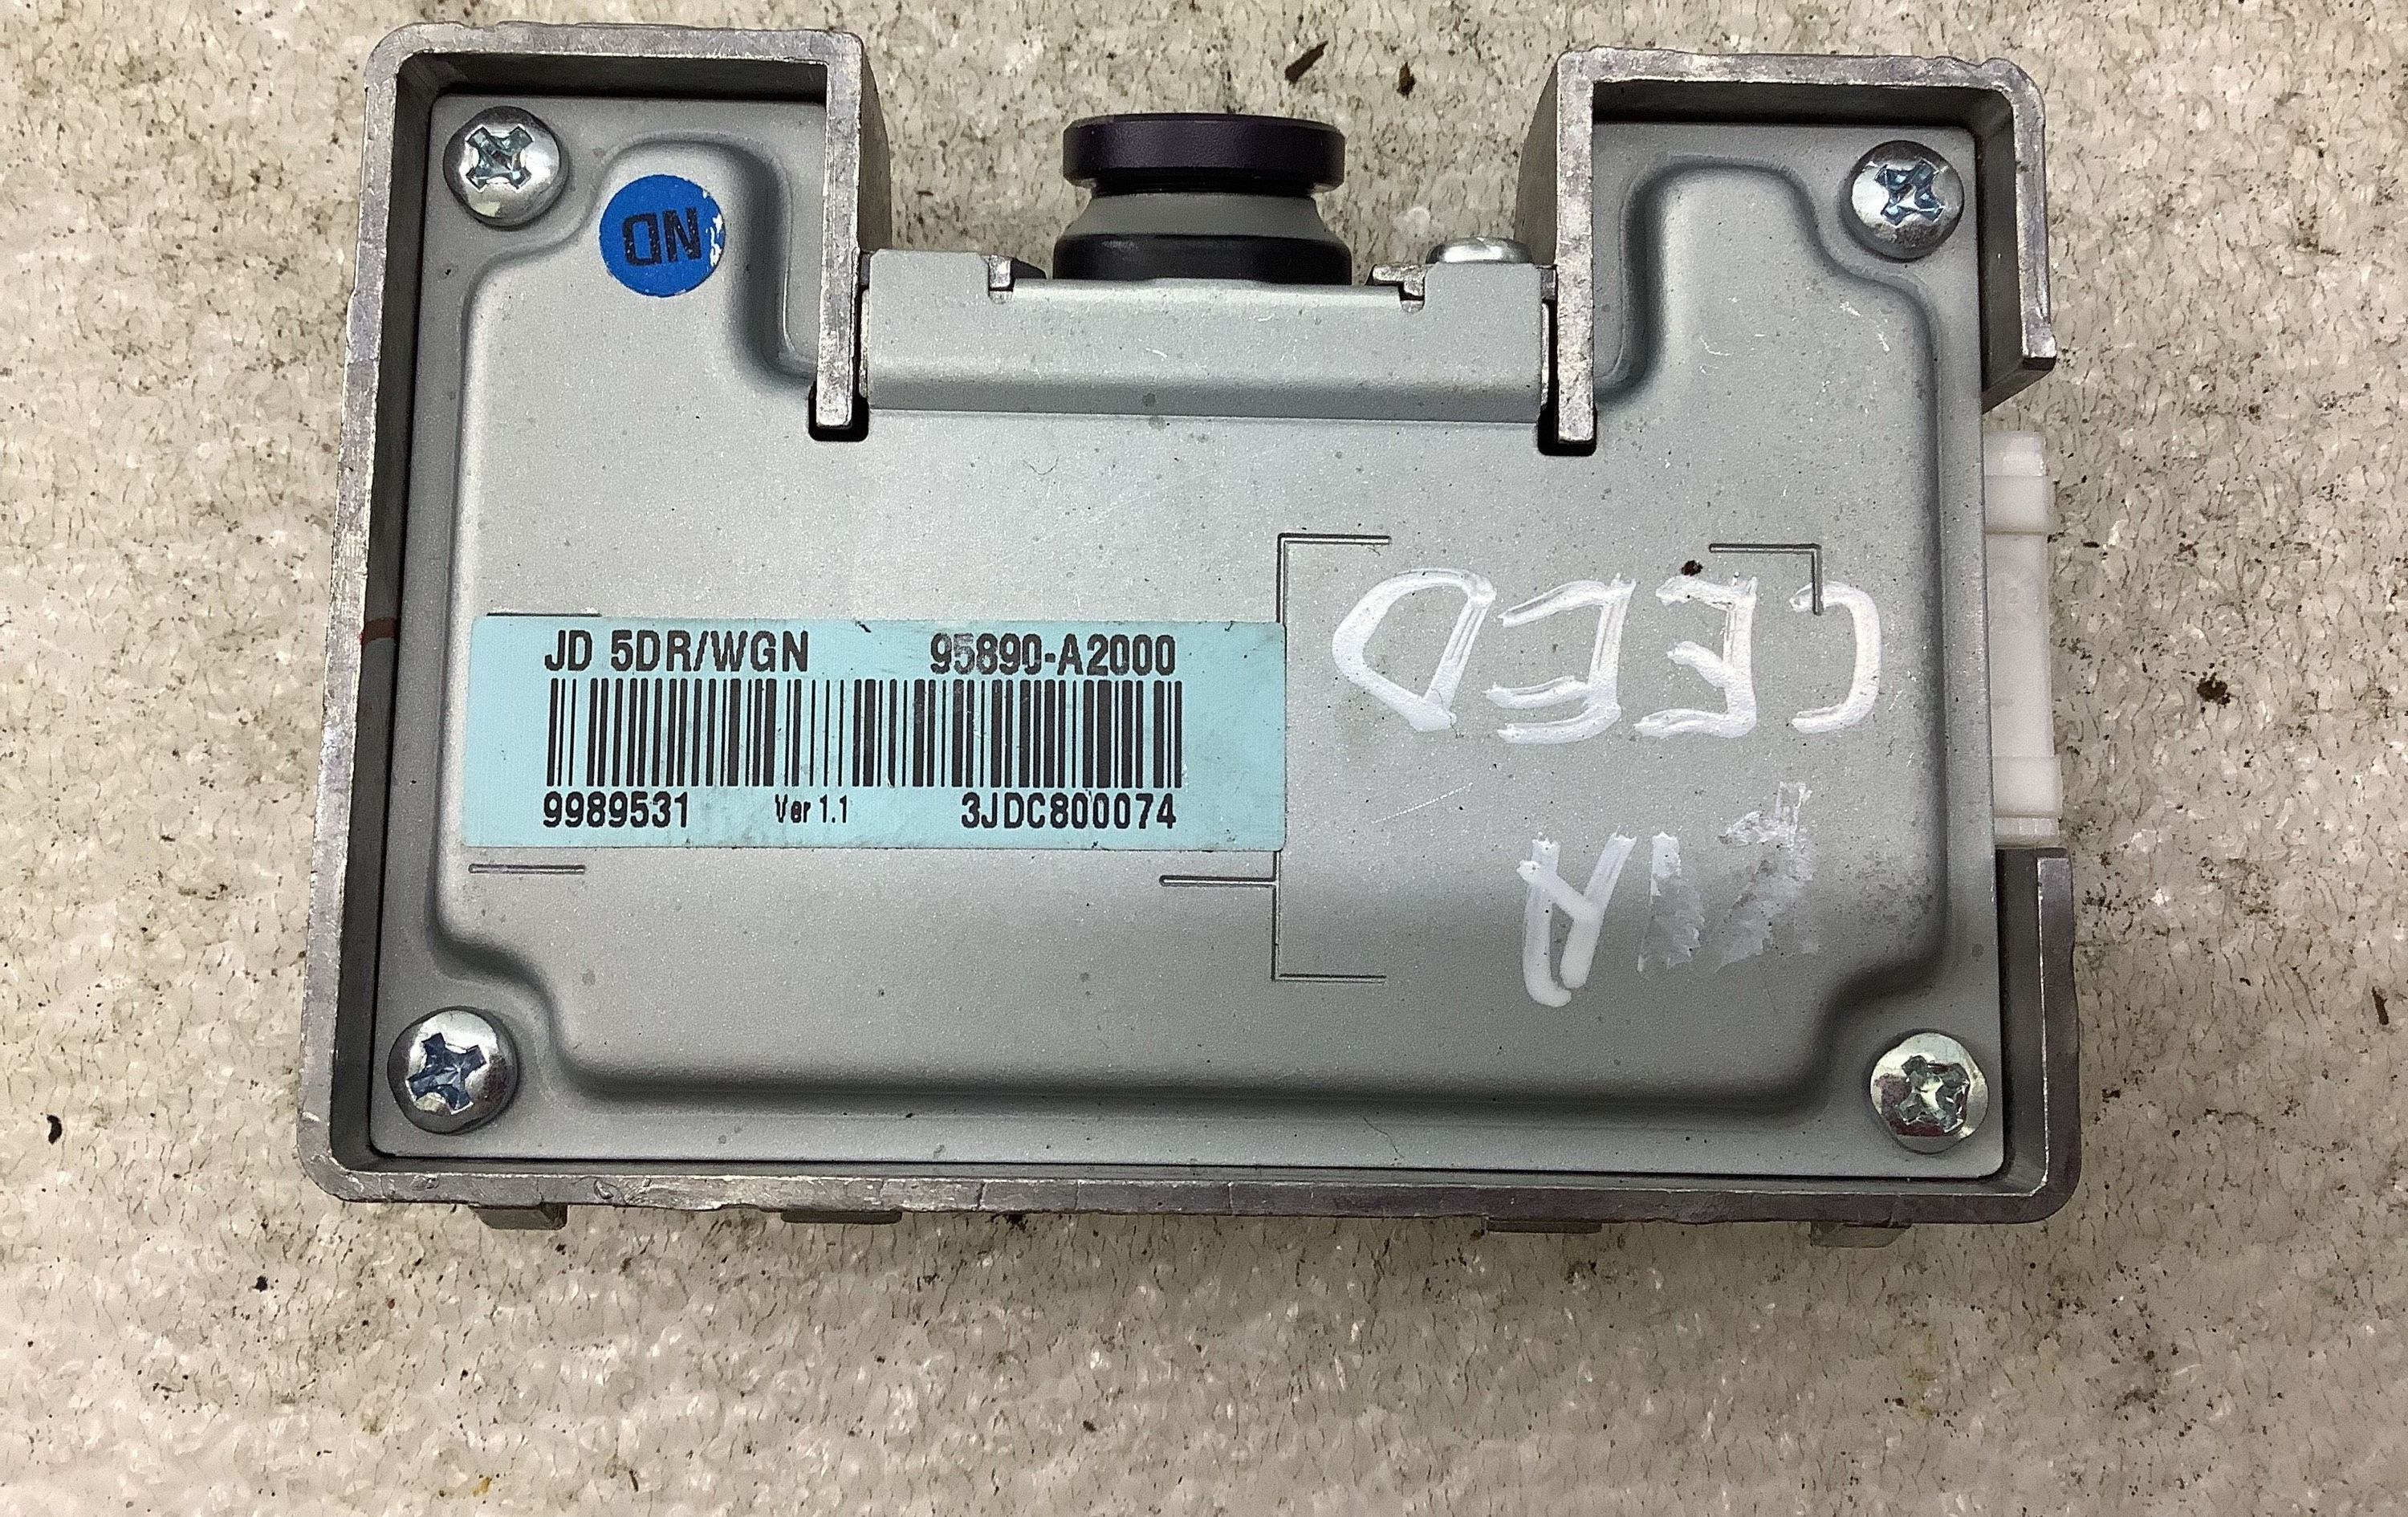 ND
JD 5DR/WGN 95890-A2000
9989531 Ver 1.1 3JDC800074
KIA
CEED